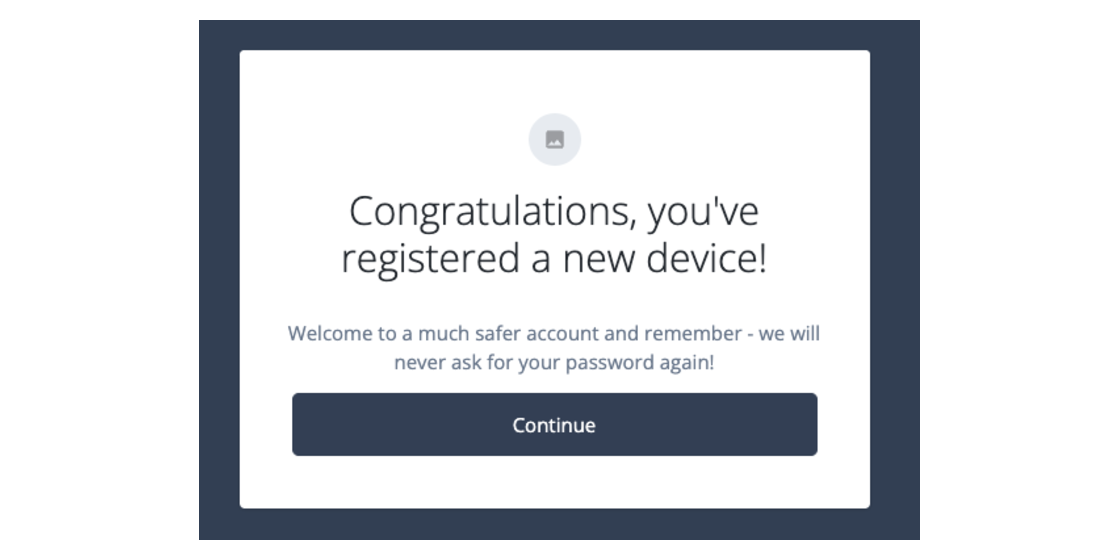 Congratulations, you've
registered a new device!
Welcome to a much safer account and remember - we will
never ask for your password again!
Continue